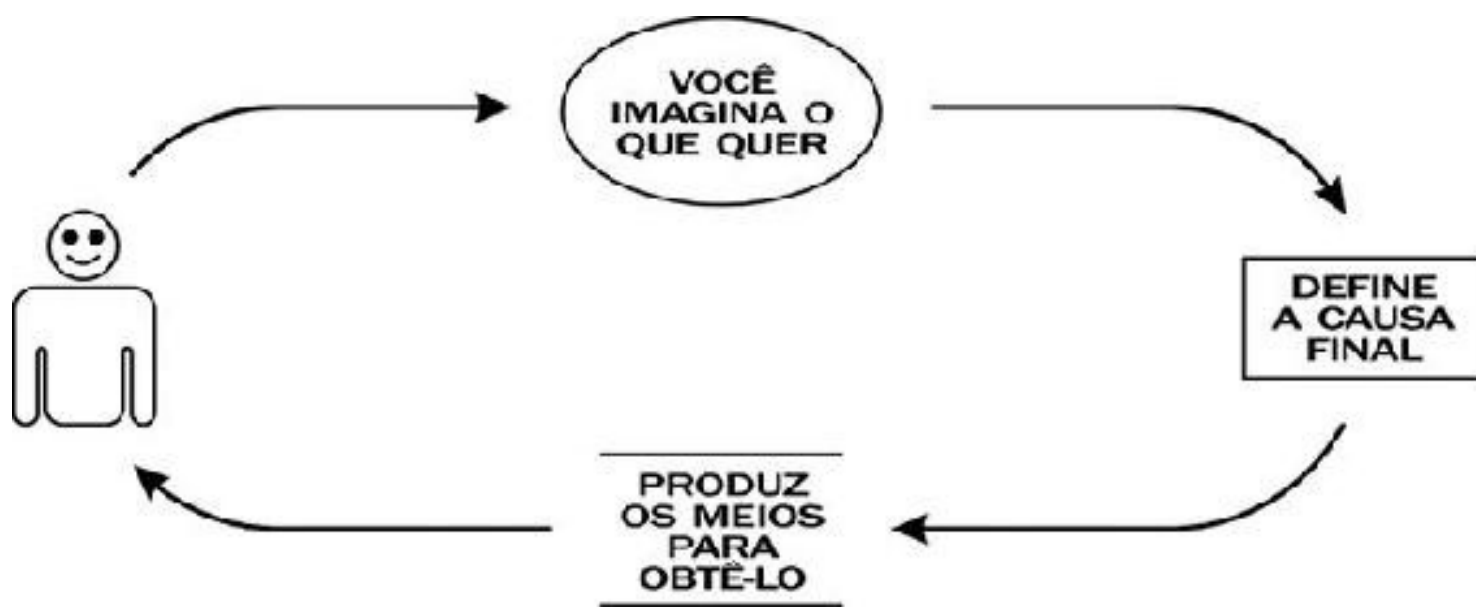 VOCÊ
IMAGINA O
QUE QUER
DEFINE
A CAUSA
FINAL
PRODUZ
OS MEIOS
PARA
OBTÊ-LO